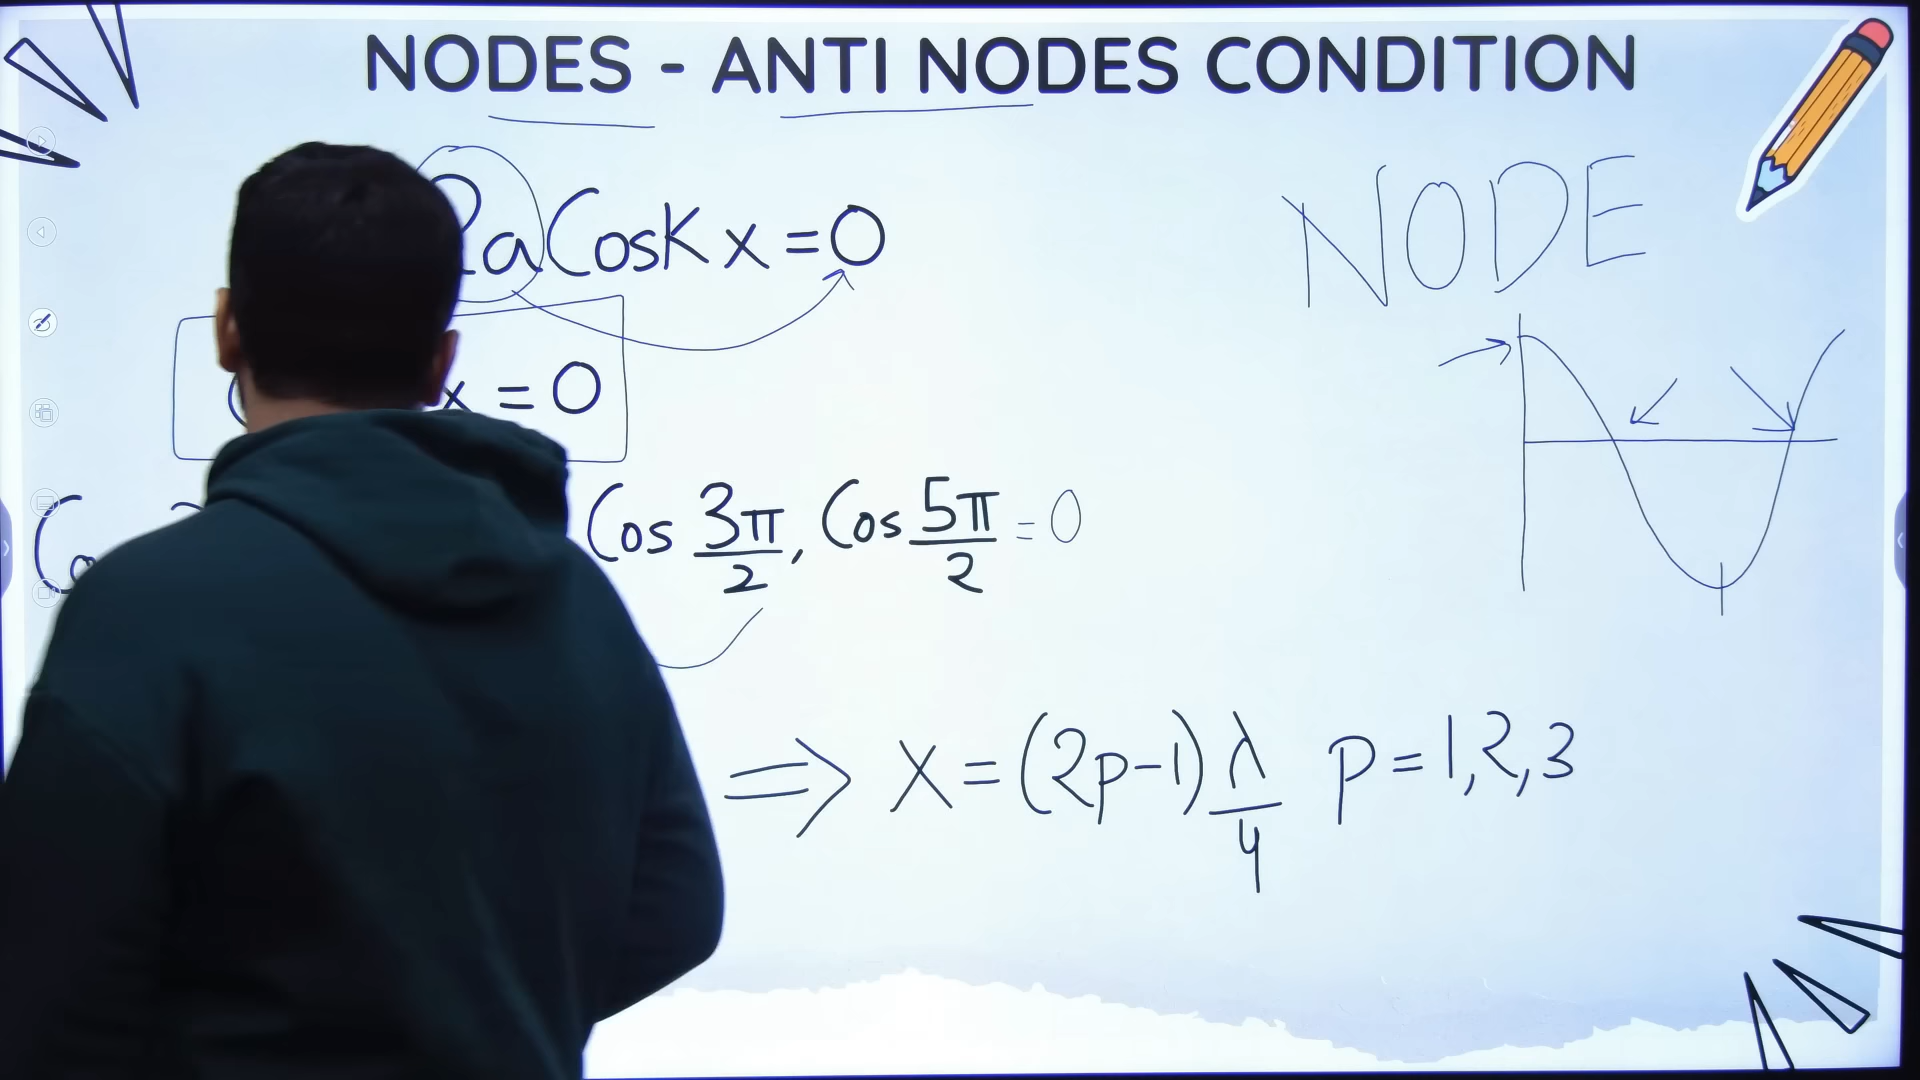 NODES - ANTI NODES CONDITION
2a Cos K x = 0
NODE
x = 0
Cos 3π/2, Cos 5π/2 = 0
⇒ x = (2p-1) λ/4 p = 1, 2, 3